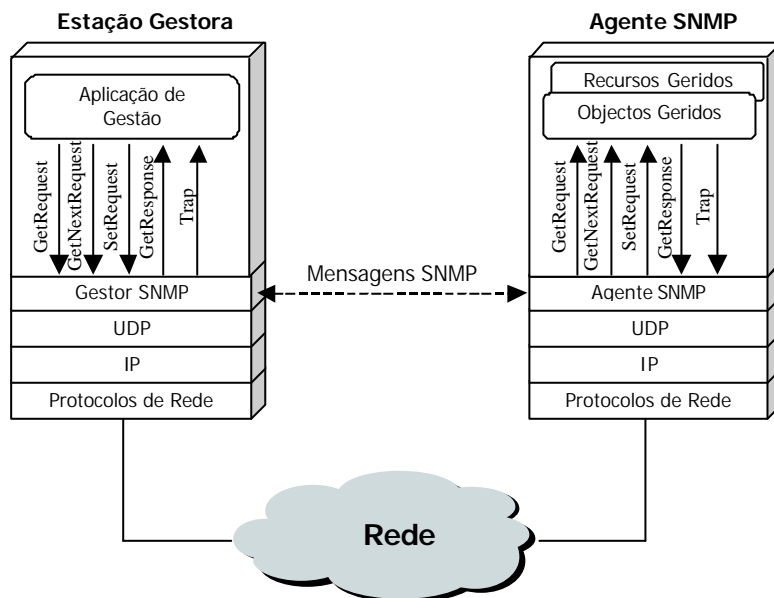 Estação Gestora
Aplicação de
Gestão
GetRequest
GetNextRequest
SetRequest
GetResponse
Trap
Gestor SNMP
UDP
IP
Protocolos de Rede
Mensagens SNMP
Agente SNMP
Recursos Geridos
Objectos Geridos
GetRequest
GetNextRequest
SetRequest
GetResponse
Trap
Agente SNMP
UDP
IP
Protocolos de Rede
Rede